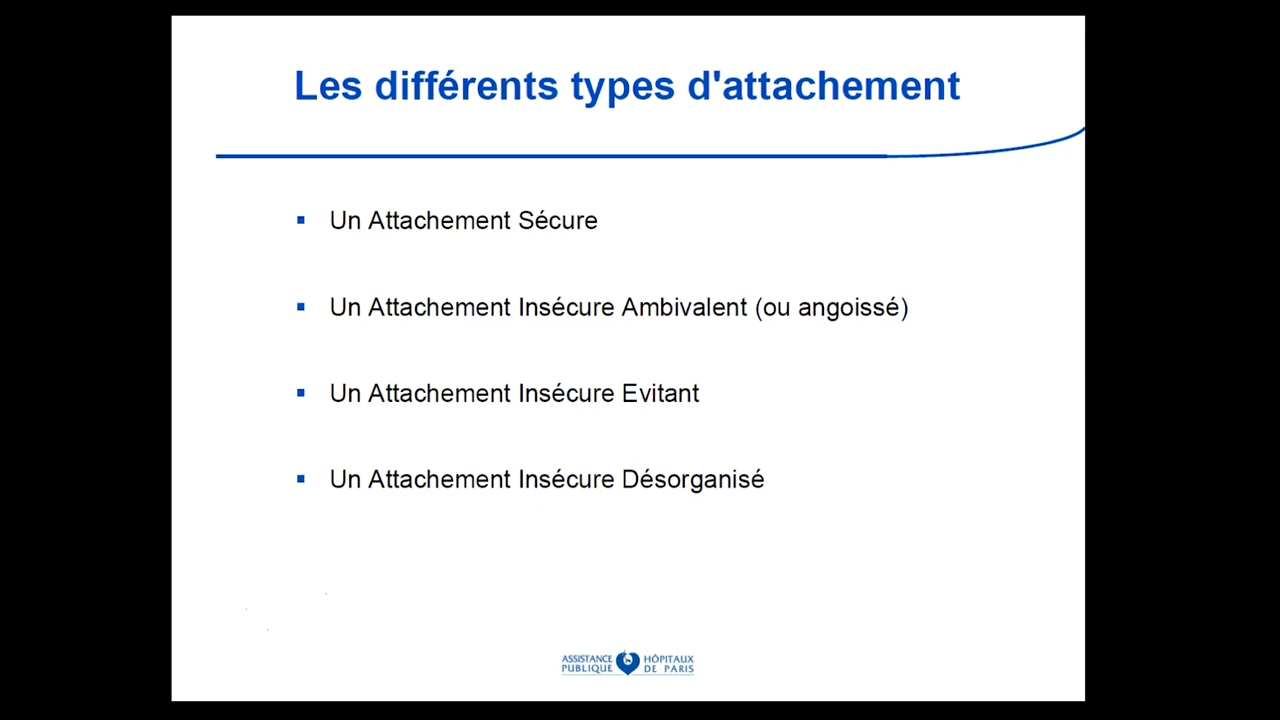 Les différents types d'attachement
▪ Un Attachement Sécure
▪ Un Attachement Insécure Ambivalent (ou angoissé)
▪ Un Attachement Insécure Evitant
▪ Un Attachement Insécure Désorganisé
ASSISTANCE HÔPITAUX
PUBLIQUE DE PARIS